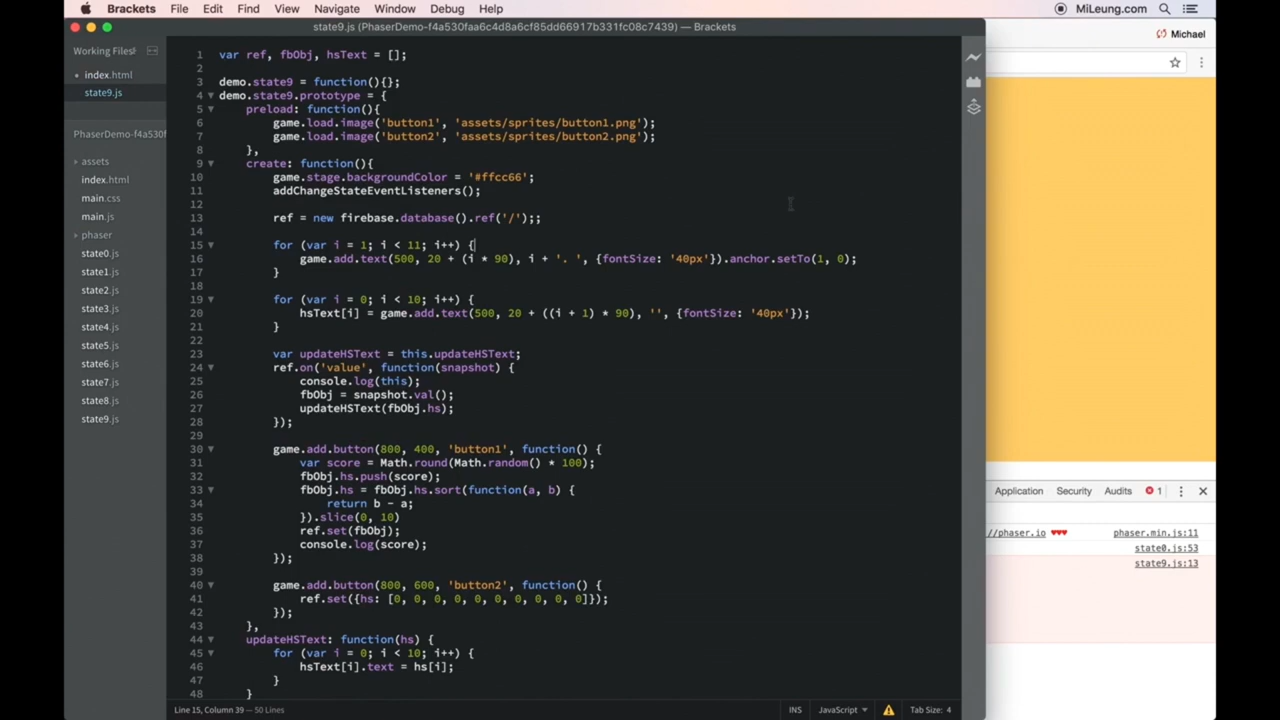 Brackets File Edit Find View Navigate Window Debug Help MiLeung.com
state9.js (PhaserDemo-f4a530faa6c4d8a6cf85dd66917b331fc08c7439) — Brackets
Michael
Working Files
index.html
state9.js
PhaserDemo-f4a530f
assets
index.html
main.css
main.js
phaser
state0.js
state1.js
state2.js
state3.js
state4.js
state5.js
state6.js
state7.js
state8.js
state9.js
1 var ref, fbObj, hsText = [];
2
3 demo.state9 = function(){};
4 demo.state9.prototype = {
5 preload: function(){
6 game.load.image('button1', 'assets/sprites/button1.png');
7 game.load.image('button2', 'assets/sprites/button2.png');
8 },
9 create: function(){
10 game.stage.backgroundColor = '#ffcc66';
11 addChangeStateEventListeners();
12
13 ref = new firebase.database().ref('/');;
14
15 for (var i = 1; i < 11; i++) {
16 game.add.text(500, 20 + (i * 90), i + '. ', {fontSize: '40px'}).anchor.setTo(1, 0);
17 }
18
19 for (var i = 0; i < 10; i++) {
20 hsText[i] = game.add.text(500, 20 + ((i + 1) * 90), '', {fontSize: '40px'});
21 }
22
23 var updateHSText = this.updateHSText;
24 ref.on('value', function(snapshot) {
25 console.log(this);
26 fbObj = snapshot.val();
27 updateHSText(fbObj.hs);
28 });
29
30 game.add.button(800, 400, 'button1', function() {
31 var score = Math.round(Math.random() * 100);
32 fbObj.hs.push(score);
33 fbObj.hs = fbObj.hs.sort(function(a, b) {
34 return b - a;
35 }).slice(0, 10)
36 ref.set(fbObj);
37 console.log(score);
38 });
39
40 game.add.button(800, 600, 'button2', function() {
41 ref.set({hs: [0, 0, 0, 0, 0, 0, 0, 0, 0, 0]});
42 });
43 },
44 updateHSText: function(hs) {
45 for (var i = 0; i < 10; i++) {
46 hsText[i].text = hs[i];
47 }
48 }
Line 15, Column 39 — 50 Lines
INS JavaScript Tab Size: 4
Application Security Audits 1
//phaser.io phaser.min.js:11
state0.js:53
state9.js:13